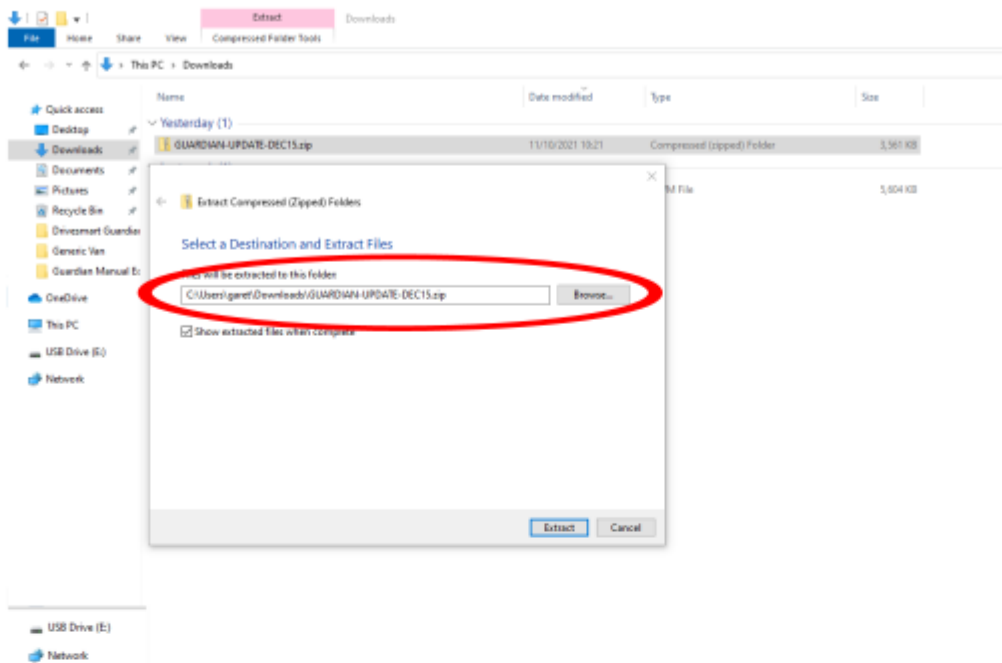 Extract
Downloads
File Home Share View Compressed Folder Tools
This PC › Downloads
Name Date modified Type Size
Quick access
Yesterday (1)
Desktop
GUARDIAN-UPDATE-DEC15.zip 11/10/2021 10:21 Compressed (zipped) Folder 3,561 KB
Downloads
Documents
Pictures
File 5,604 KB
Recycle Bin
Extract Compressed (Zipped) Folders
Drivesmart Guardian
Generic Van
Select a Destination and Extract Files
Guardian Manual
will be extracted to this folder:
OneDrive
C:\Users\garet\Downloads\GUARDIAN-UPDATE-DEC15.zip Browse...
This PC
Show extracted files when complete
USB Drive (E:)
Network
Extract Cancel
USB Drive (E:)
Network